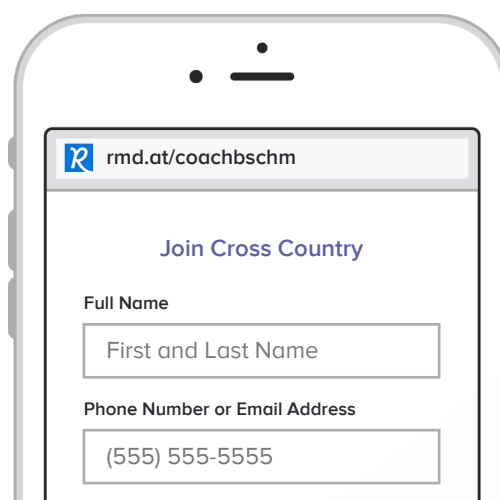 rmd.at/coachbschm
Join Cross Country
Full Name
First and Last Name
Phone Number or Email Address
(555) 555-5555